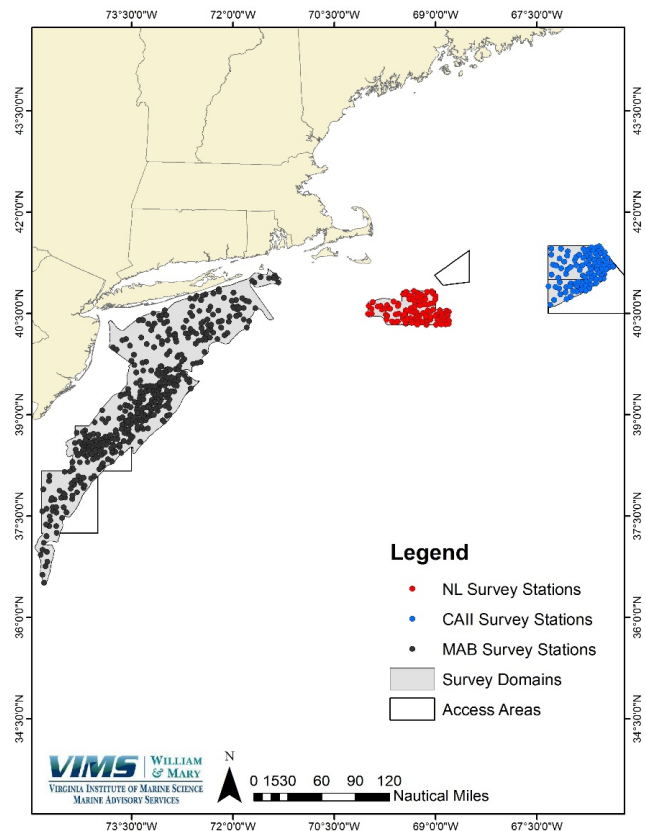 73°30'0"W 72°0'0"W 70°30'0"W 69°0'0"W 67°30'0"W
43°30'0"N
43°30'0"N
42°0'0"N
42°0'0"N
40°30'0"N
40°30'0"N
39°0'0"N
39°0'0"N
37°30'0"N
37°30'0"N
36°0'0"N
36°0'0"N
34°30'0"N
34°30'0"N
Legend
NL Survey Stations
CAII Survey Stations
MAB Survey Stations
Survey Domains
Access Areas
VIMS | WILLIAM & MARY
VIRGINIA INSTITUTE OF MARINE SCIENCE
MARINE ADVISORY SERVICES
N
0 15 30 60 90 120
Nautical Miles
73°30'0"W 72°0'0"W 70°30'0"W 69°0'0"W 67°30'0"W